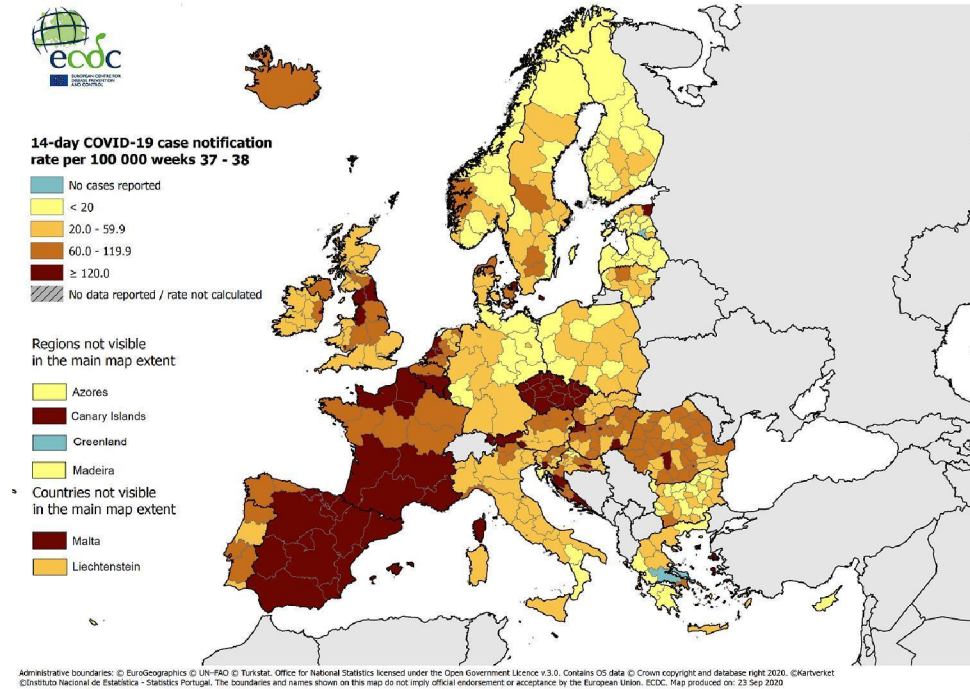 ecdc
EUROPEAN CENTRE FOR
DISEASE PREVENTION
AND CONTROL
14-day COVID-19 case notification
rate per 100 000 weeks 37 - 38
No cases reported
< 20
20.0 - 59.9
60.0 - 119.9
≥ 120.0
No data reported / rate not calculated
Regions not visible
in the main map extent
Azores
Canary Islands
Greenland
Madeira
Countries not visible
in the main map extent
Malta
Liechtenstein
Administrative boundaries: © EuroGeographics © UN–FAO © Turkstat. Office for National Statistics licensed under the Open Government Licence v.3.0. Contains OS data © Crown copyright and database right 2020. ©Kartverket
©Instituto Nacional de Estatística - Statistics Portugal. The boundaries and names shown on this map do not imply official endorsement or acceptance by the European Union. ECDC. Map produced on: 23 Sep 2020